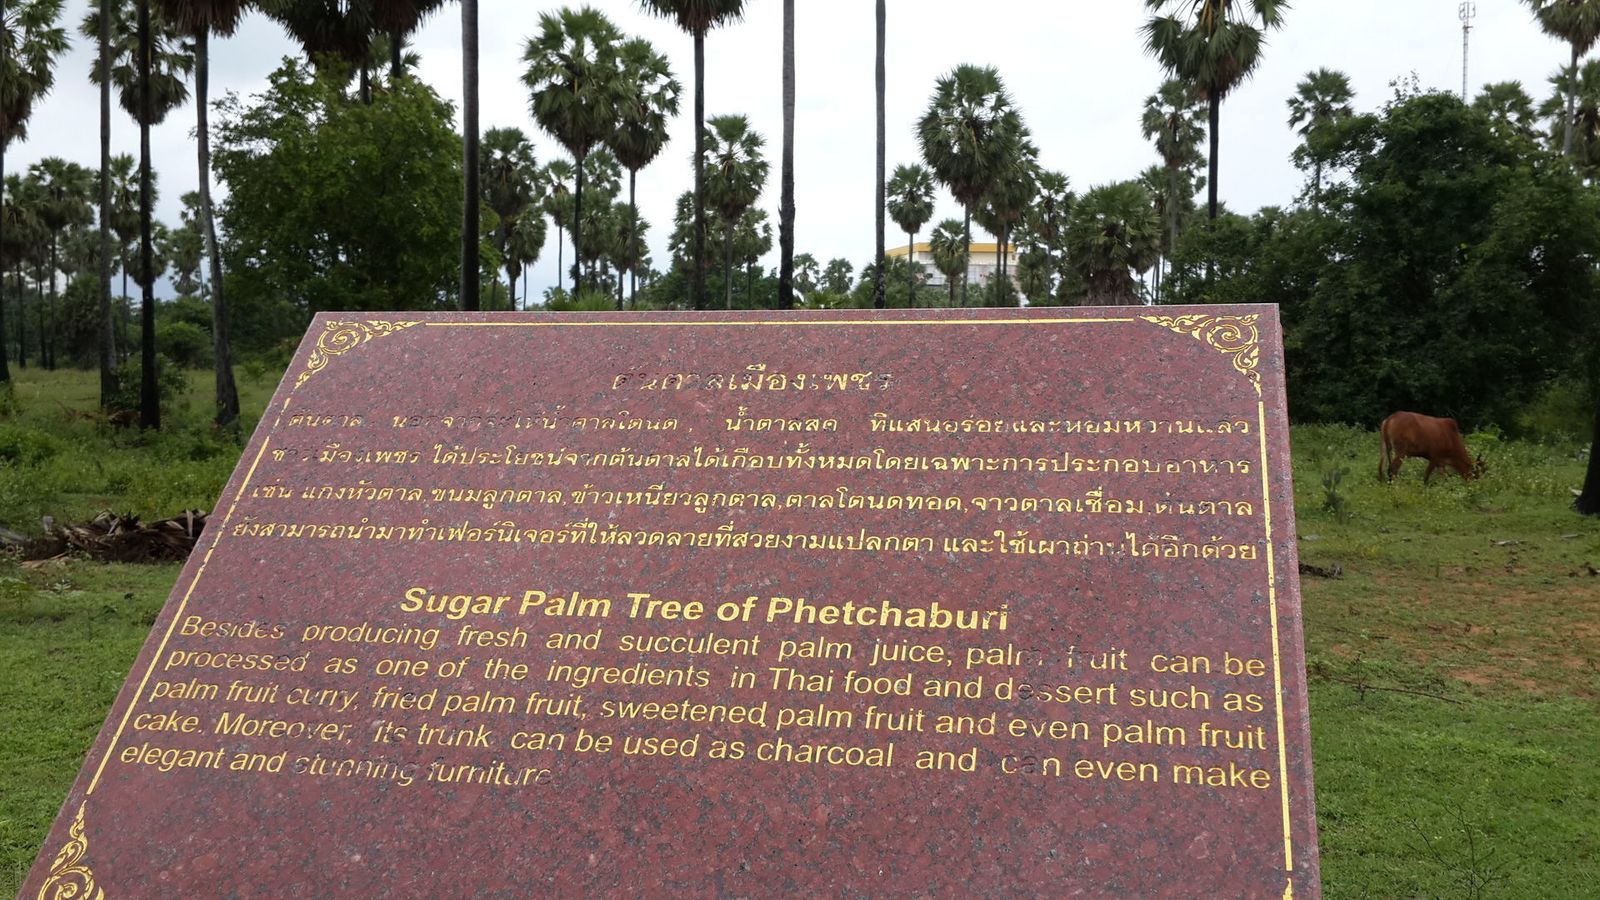 ต้นตาลเมืองเพชร
ต้นตาล นอกจากจะให้น้ำตาลโตนด, น้ำตาลสด ที่แสนอร่อยและหอมหวานแล้ว
ชาวเมืองเพชร ได้ประโยชน์จากต้นตาลได้เกือบทั้งหมดโดยเฉพาะการประกอบอาหาร
เช่น แกงหัวตาล,ขนมลูกตาล,ข้าวเหนียวลูกตาล,ตาลโตนดทอด,จาวตาลเชื่อม,ต้นตาล
ยังสามารถนำมาทำเฟอร์นิเจอร์ที่ให้ลวดลายที่สวยงามแปลกตา และใช้เผาถ่านได้อีกด้วย
Sugar Palm Tree of Phetchaburi
Besides producing fresh and succulent palm juice, palm fruit can be
processed as one of the ingredients in Thai food and dessert such as
palm fruit curry, fried palm fruit, sweetened palm fruit and even palm fruit
cake. Moreover, its trunk can be used as charcoal and can even make
elegant and stunning furniture